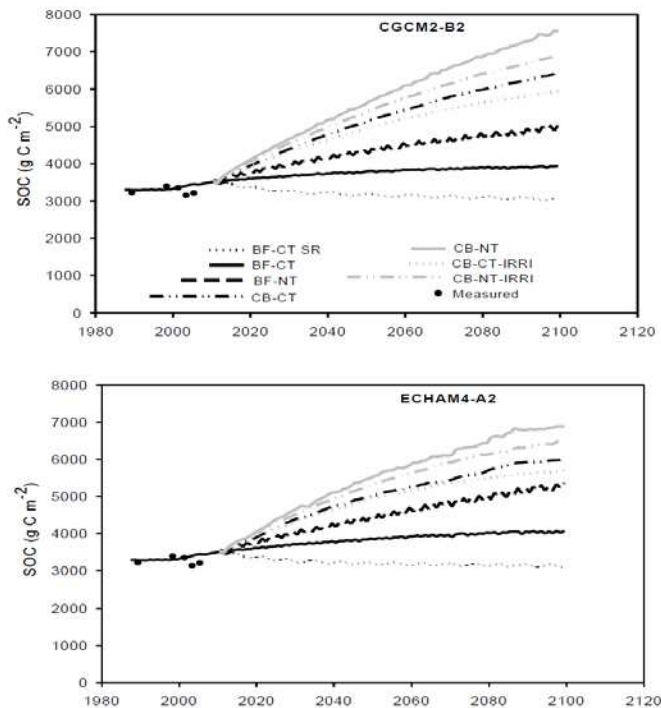 CGCM2-B2
8000
7000
6000
5000
4000
3000
2000
1000
0
SOC (g C m-2)
BF-CT SR
BF-CT
BF-NT
CB-CT
CB-NT
CB-CT-IRRI
CB-NT-IRRI
Measured
1980 2000 2020 2040 2060 2080 2100 2120
ECHAM4-A2
8000
7000
6000
5000
4000
3000
2000
1000
0
SOC (g C m-2)
1980 2000 2020 2040 2060 2080 2100 2120